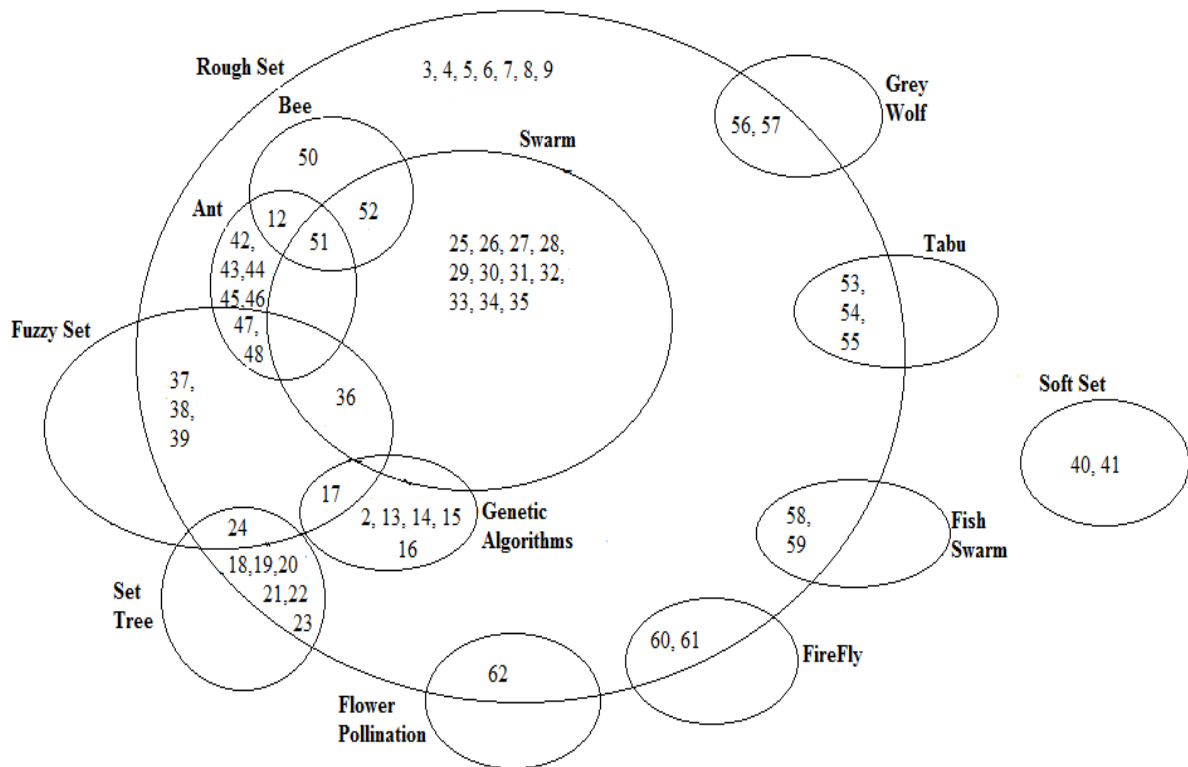 Rough Set
3, 4, 5, 6, 7, 8, 9
Grey
Wolf
56, 57
Bee
50
Swarm
Ant
12
52
51
42,
43,44
45,46
47,
48
25, 26, 27, 28,
29, 30, 31, 32,
33, 34, 35
Tabu
53,
54,
55
Fuzzy Set
37,
38,
39
36
Soft Set
40, 41
17
2, 13, 14, 15
16
Genetic
Algorithms
58,
59
Fish
Swarm
24
18,19,20
21,22
23
Set
Tree
60, 61
FireFly
62
Flower
Pollination